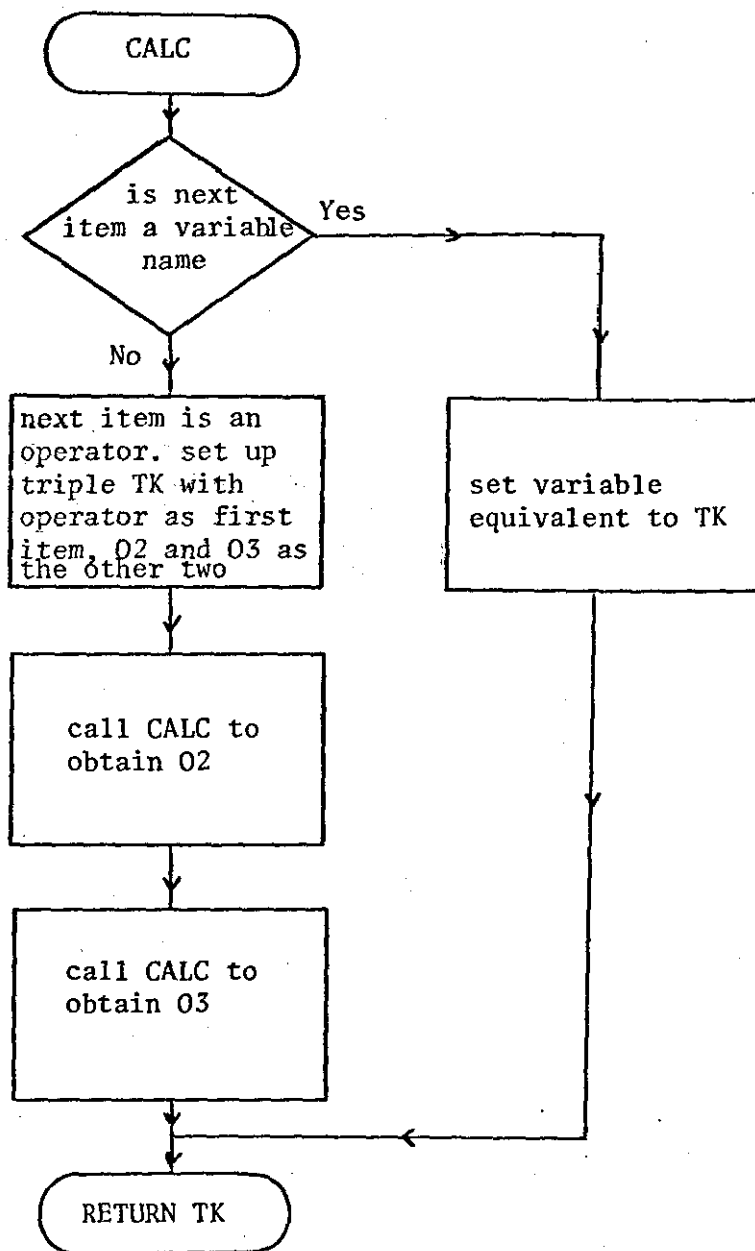 CALC
is next
item a variable
name
Yes
No
next item is an
operator. set up
triple TK with
operator as first
item, O2 and O3 as
the other two
set variable
equivalent to TK
call CALC to
obtain O2
call CALC to
obtain O3
RETURN TK